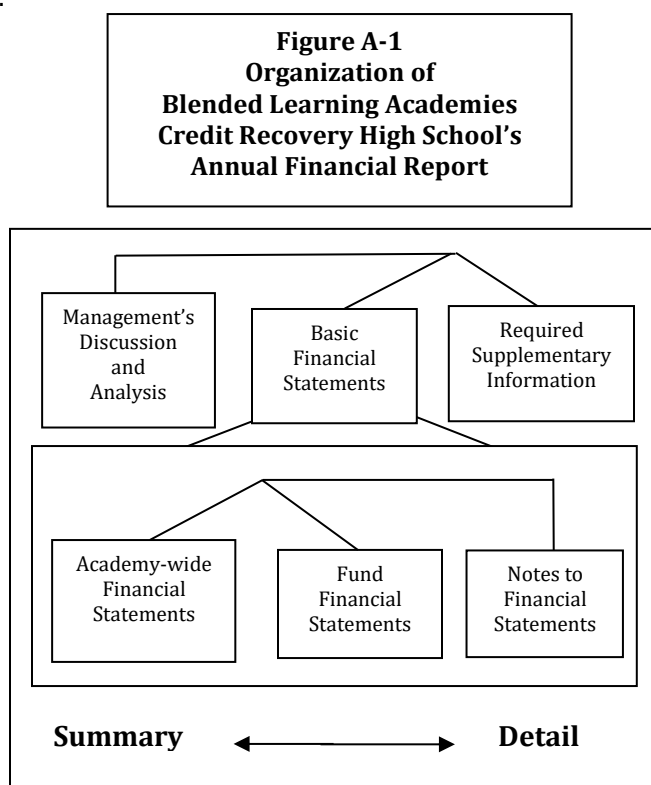 Figure A-1
Organization of
Blended Learning Academies
Credit Recovery High School’s
Annual Financial Report
Management’s
Discussion
and
Analysis
Basic
Financial
Statements
Required
Supplementary
Information
Academy-wide
Financial
Statements
Fund
Financial
Statements
Notes to
Financial
Statements
Summary
Detail